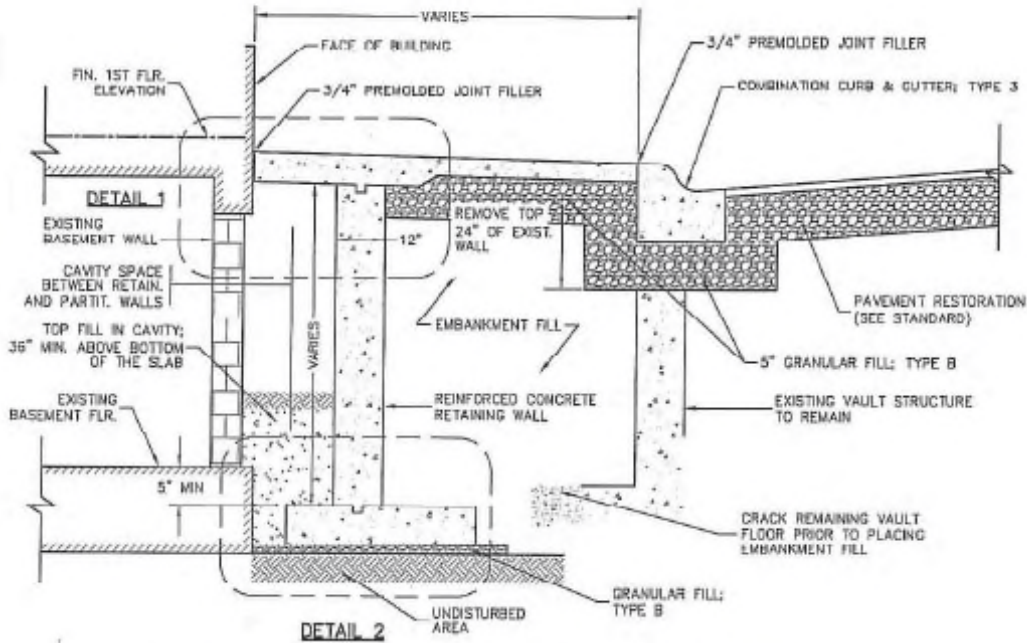 VARIES
FACE OF BUILDING
3/4" PREMOLDED JOINT FILLER
FIN. 1ST FLR.
ELEVATION
3/4" PREMOLDED JOINT FILLER
COMBINATION CURB & GUTTER; TYPE 3
DETAIL 1
EXISTING
BASEMENT WALL
REMOVE TOP
24" OF EXIST.
WALL
12"
CAVITY SPACE
BETWEEN RETAIN.
AND PARTIT. WALLS
PAVEMENT RESTORATION
(SEE STANDARD)
TOP FILL IN CAVITY;
36" MIN. ABOVE BOTTOM
OF THE SLAB
VARIES
EMBANKMENT FILL
5" GRANULAR FILL; TYPE B
EXISTING
BASEMENT FLR.
REINFORCED CONCRETE
RETAINING WALL
EXISTING VAULT STRUCTURE
TO REMAIN
5" MIN
CRACK REMAINING VAULT
FLOOR PRIOR TO PLACING
EMBANKMENT FILL
GRANULAR FILL;
TYPE B
UNDISTURBED
AREA
DETAIL 2